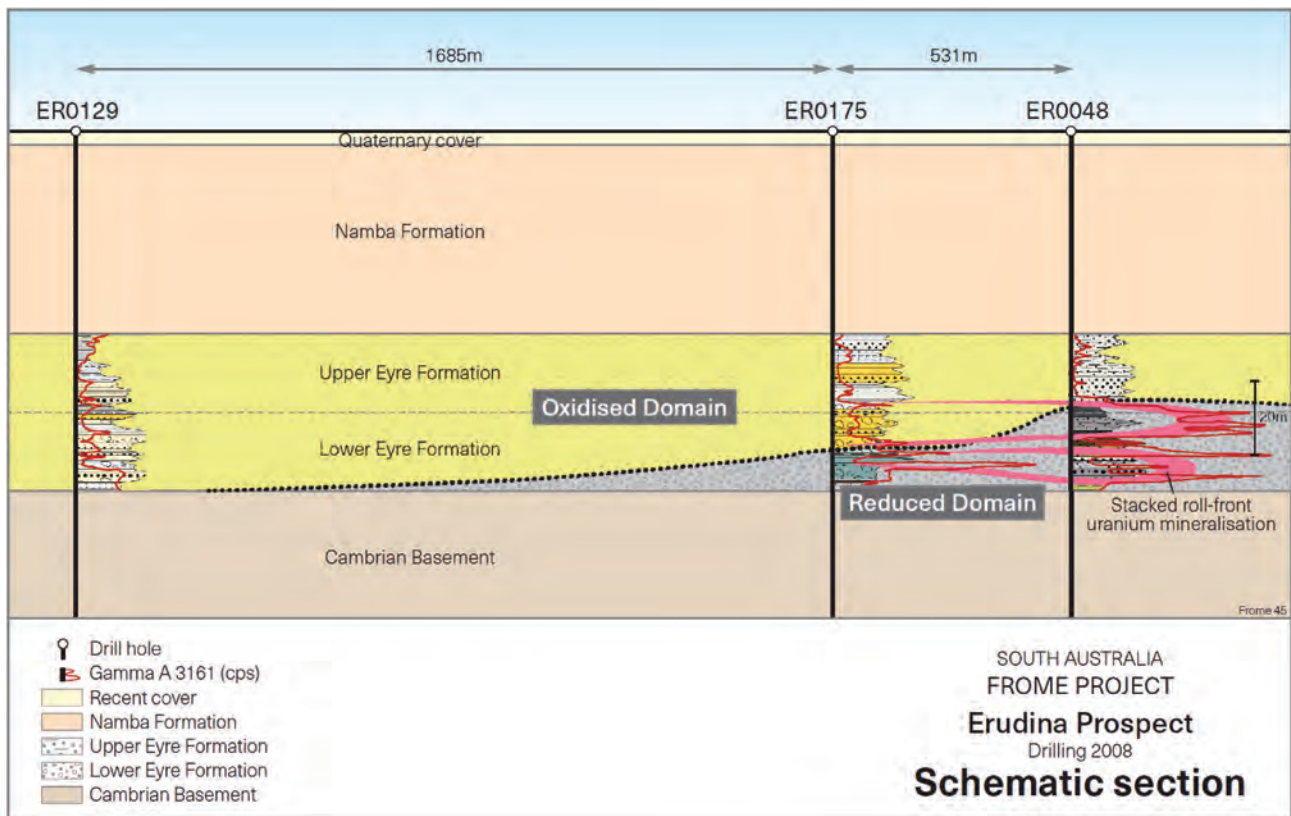 1685m
531m
ER0129
ER0175
ER0048
Quaternary cover
Namba Formation
Upper Eyre Formation
Oxidised Domain
20m
Lower Eyre Formation
Reduced Domain
Stacked roll-front
uranium mineralisation
Cambrian Basement
Frome 45
Drill hole
Gamma A 3161 (cps)
Recent cover
Namba Formation
Upper Eyre Formation
Lower Eyre Formation
Cambrian Basement
SOUTH AUSTRALIA
FROME PROJECT
Erudina Prospect
Drilling 2008
Schematic section